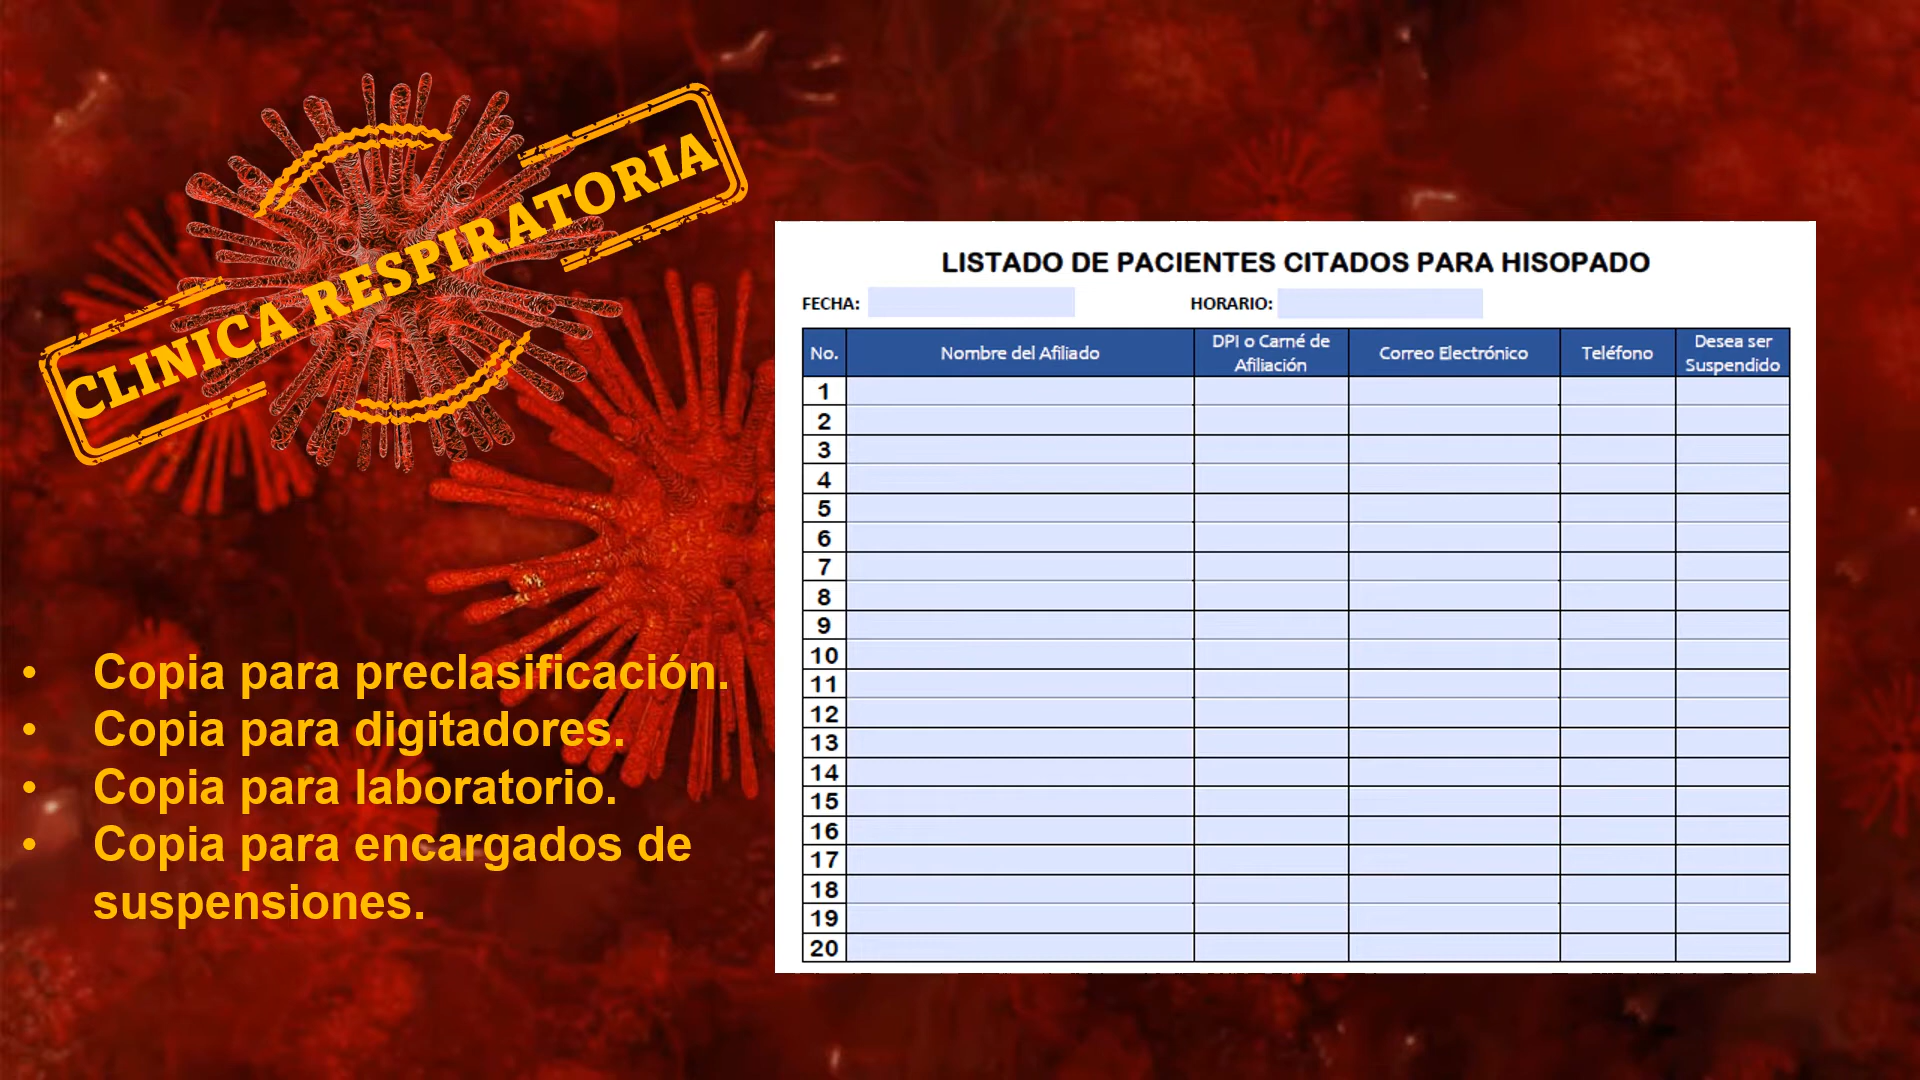 CLINICA RESPIRATORIA
• Copia para preclasificación.
• Copia para digitadores.
• Copia para laboratorio.
• Copia para encargados de
suspensiones.
LISTADO DE PACIENTES CITADOS PARA HISOPADO
FECHA: HORARIO:
No. Nombre del Afiliado DPI o Carné de Afiliación Correo Electrónico Teléfono Desea ser Suspendido
1
2
3
4
5
6
7
8
9
10
11
12
13
14
15
16
17
18
19
20